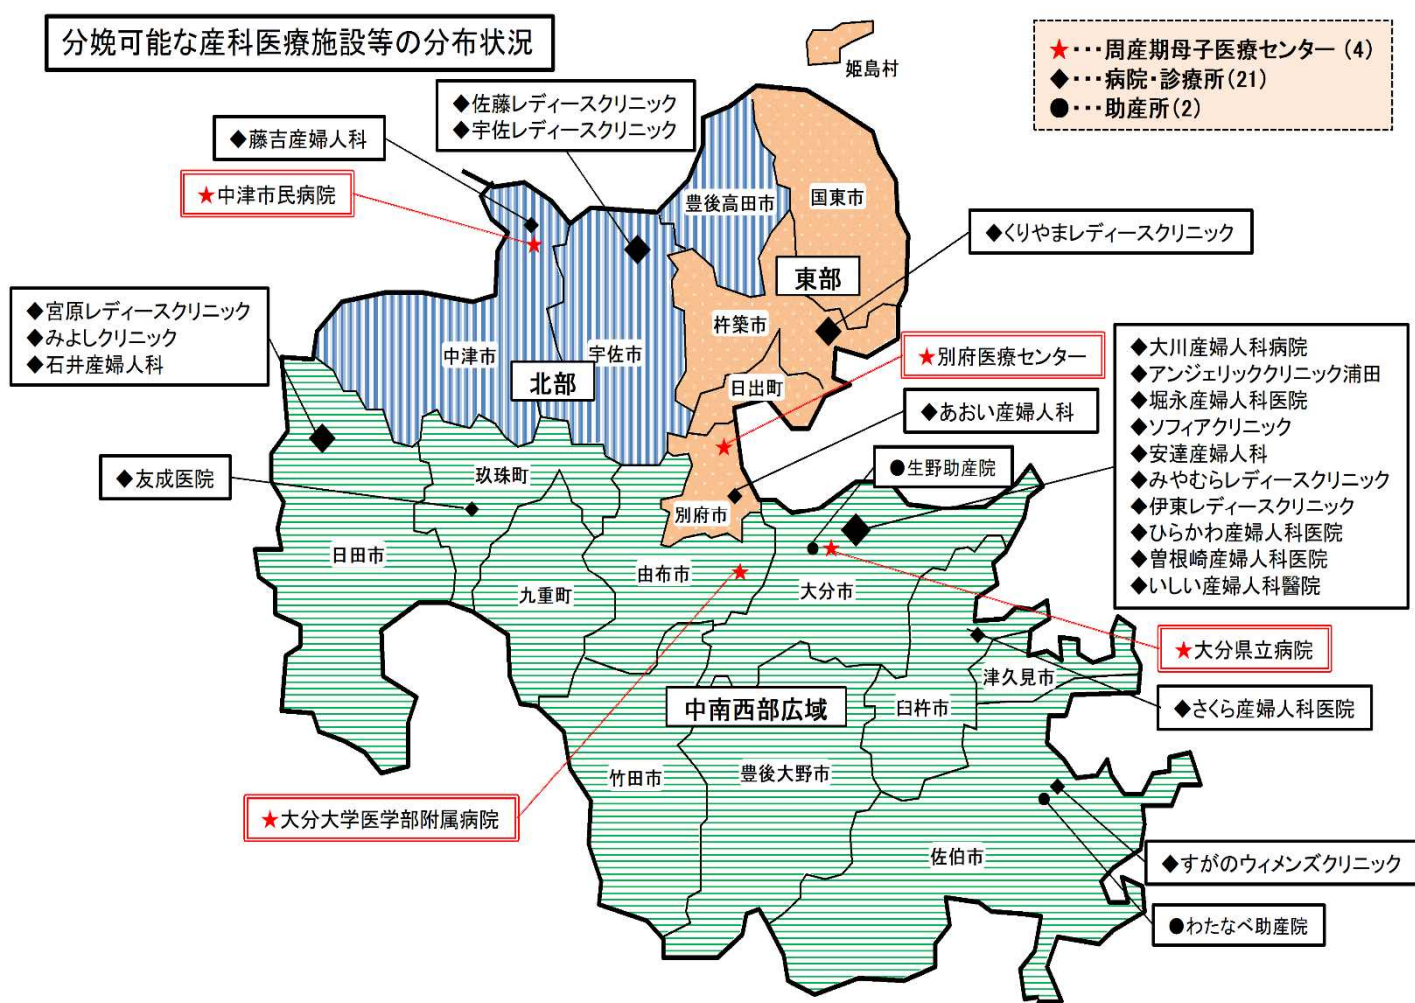 分娩可能な産科医療施設等の分布状況
★・・・周産期母子医療センター(4)
◆・・・病院・診療所(21)
●・・・助産所(2)
姫島村
◆佐藤レディースクリニック
◆宇佐レディースクリニック
◆藤吉産婦人科
★中津市民病院
豊後高田市
国東市
◆くりやまレディースクリニック
東部
◆宮原レディースクリニック
◆みよしクリニック
◆石井産婦人科
杵築市
中津市
宇佐市
北部
日出町
★別府医療センター
◆あおい産婦人科
◆大川産婦人科病院
◆アンジェリッククリニック浦田
◆堀永産婦人科医院
◆ソフィアクリニック
◆安達産婦人科
◆みやむらレディースクリニック
◆伊東レディースクリニック
◆ひらかわ産婦人科医院
◆曽根崎産婦人科医院
◆いしい産婦人科醫院
●生野助産院
◆友成医院
玖珠町
別府市
日田市
由布市
九重町
大分市
★大分県立病院
津久見市
◆さくら産婦人科医院
中南西部広域
臼杵市
竹田市
豊後大野市
★大分大学医学部附属病院
佐伯市
◆すがのウィメンズクリニック
●わたなべ助産院